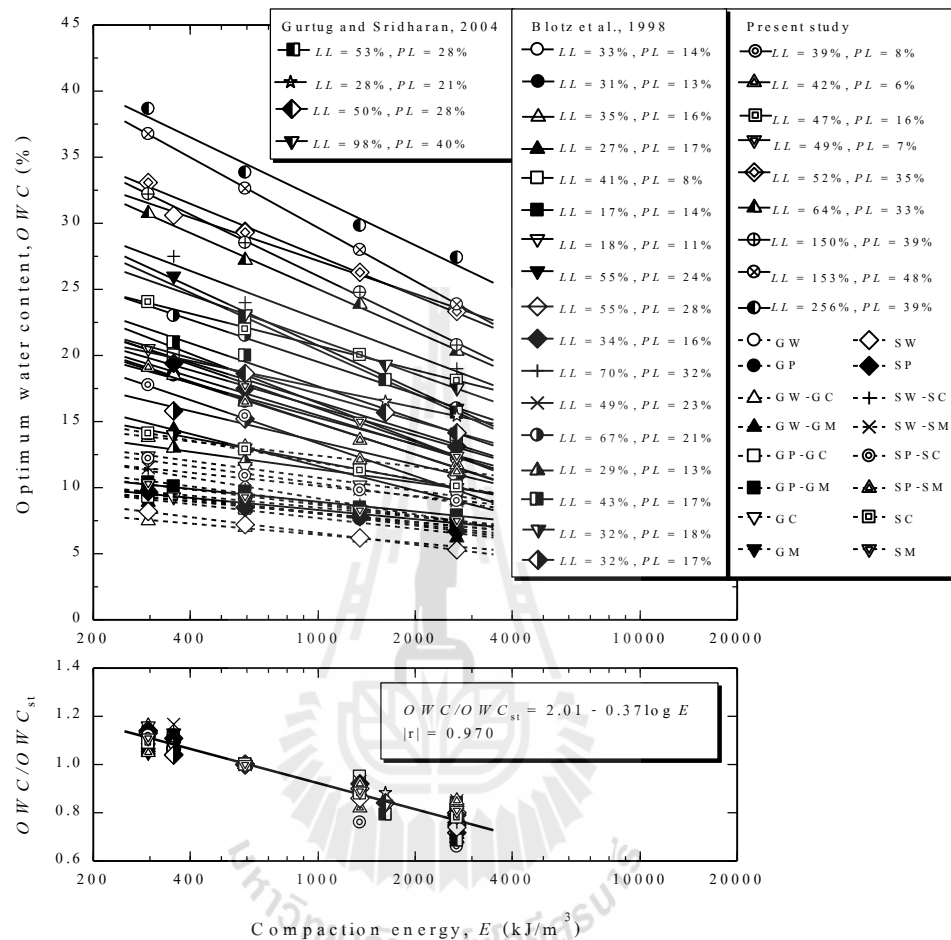 Gurtug and Sridharan, 2004
LL = 53%, PL = 28%
LL = 28%, PL = 21%
LL = 50%, PL = 28%
LL = 98%, PL = 40%
Blotz et al., 1998
LL = 33%, PL = 14%
LL = 31%, PL = 13%
LL = 35%, PL = 16%
LL = 27%, PL = 17%
LL = 41%, PL = 8%
LL = 17%, PL = 14%
LL = 18%, PL = 11%
LL = 55%, PL = 24%
LL = 55%, PL = 28%
LL = 34%, PL = 16%
LL = 70%, PL = 32%
LL = 49%, PL = 23%
LL = 67%, PL = 21%
LL = 29%, PL = 13%
LL = 43%, PL = 17%
LL = 32%, PL = 18%
LL = 32%, PL = 17%
Present study
LL = 39%, PL = 8%
LL = 42%, PL = 6%
LL = 47%, PL = 16%
LL = 49%, PL = 7%
LL = 52%, PL = 35%
LL = 64%, PL = 33%
LL = 150%, PL = 39%
LL = 153%, PL = 48%
LL = 256%, PL = 39%
GW SW
GP SP
GW-GC SW-SC
GW-GM SW-SM
GP-GC SP-SC
GP-GM SP-SM
GC SC
GM SM
Optimum water content, OWC (%)
45
40
35
30
25
20
15
10
5
0
200 400 1000 2000 4000 10000 20000
OWC/OWCst
1.4
1.2
1.0
0.8
0.6
OWC/OWCst = 2.01 - 0.37log E
|r| = 0.970
200 400 1000 2000 4000 10000 20000
Compaction energy, E (kJ/m3)